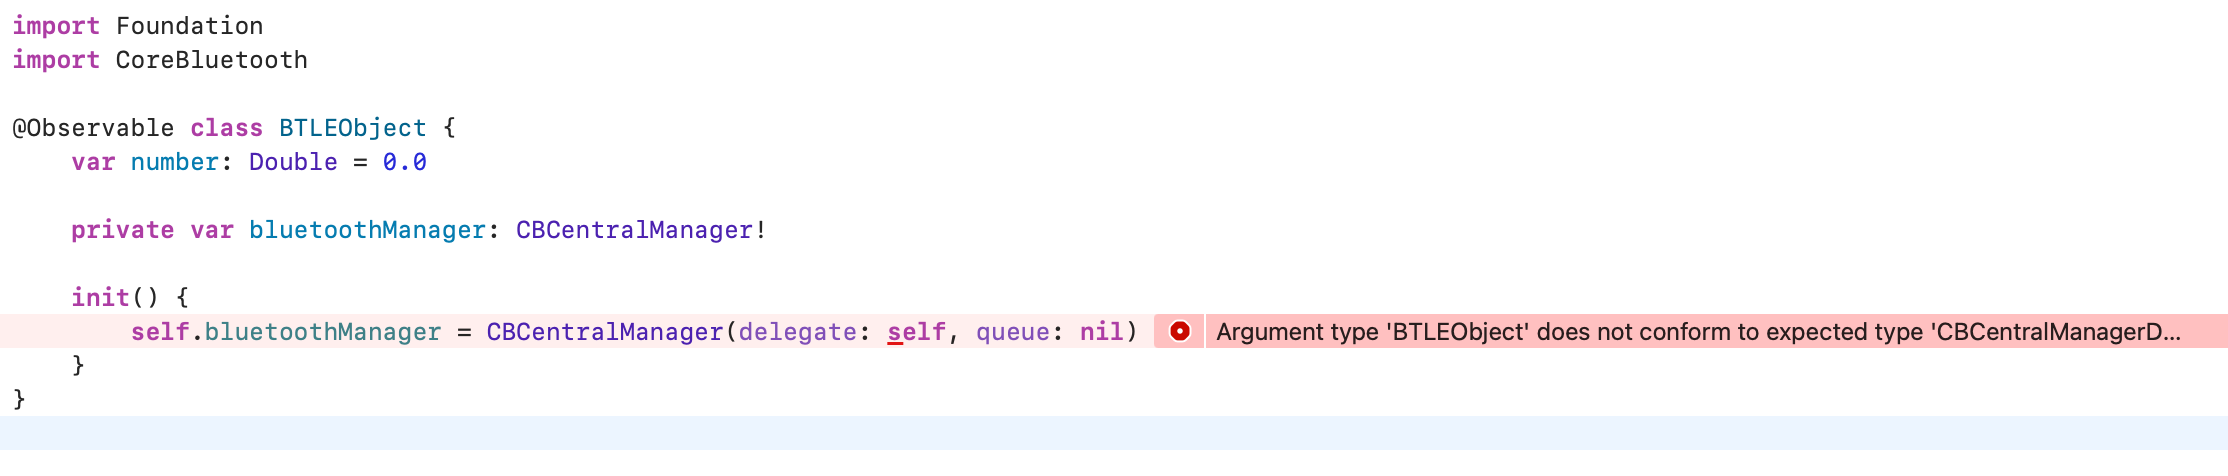 import Foundation
import CoreBluetooth
@Observable class BTLEObject {
    var number: Double = 0.0
    private var bluetoothManager: CBCentralManager!
    init() {
        self.bluetoothManager = CBCentralManager(delegate: self, queue: nil) Argument type 'BTLEObject' does not conform to expected type 'CBCentralManagerD...
    }
}